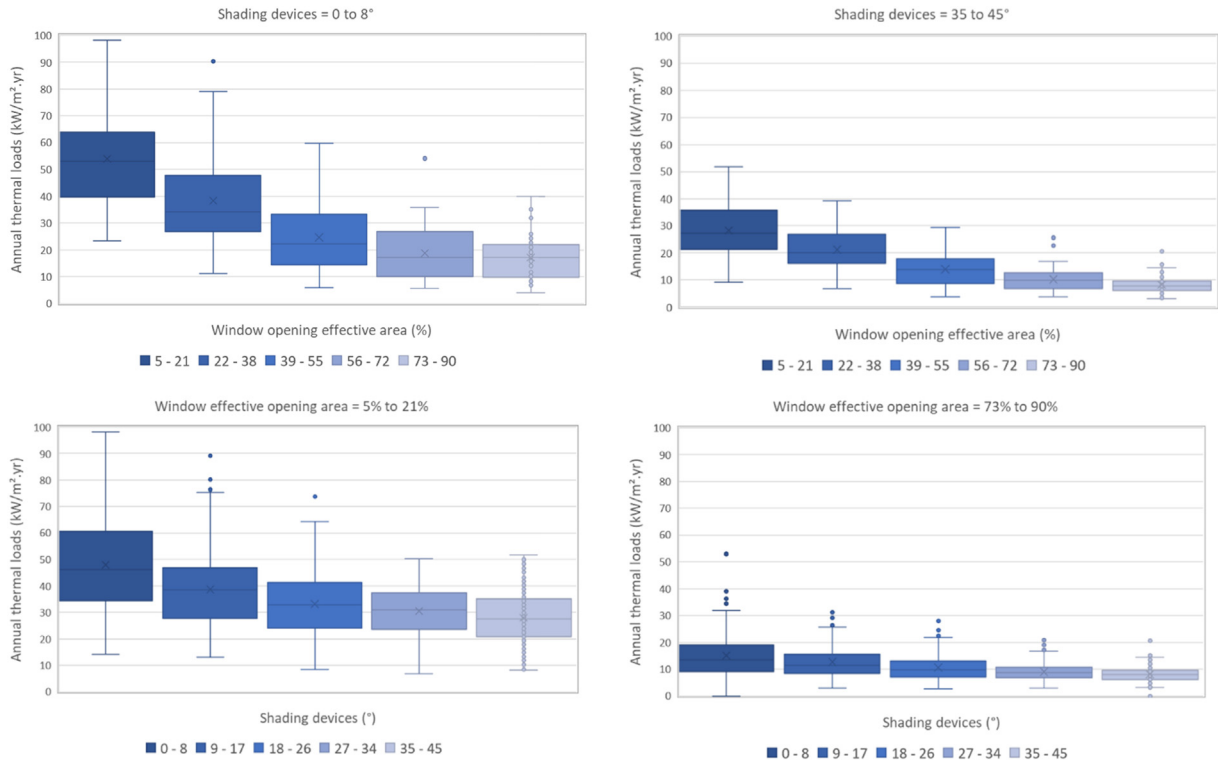 Shading devices = 0 to 8°
Annual thermal loads (kW/m².yr)
100
90
80
70
60
50
40
30
20
10
0
Window opening effective area (%)
5 - 21 22 - 38 39 - 55 56 - 72 73 - 90
Shading devices = 35 to 45°
Annual thermal loads (kW/m².yr)
100
90
80
70
60
50
40
30
20
10
0
Window opening effective area (%)
5 - 21 22 - 38 39 - 55 56 - 72 73 - 90
Window effective opening area = 5% to 21%
Annual thermal loads (kW/m².yr)
100
90
80
70
60
50
40
30
20
10
0
Shading devices (°)
0 - 8 9 - 17 18 - 26 27 - 34 35 - 45
Window effective opening area = 73% to 90%
Annual thermal loads (kW/m².yr)
100
90
80
70
60
50
40
30
20
10
0
Shading devices (°)
0 - 8 9 - 17 18 - 26 27 - 34 35 - 45